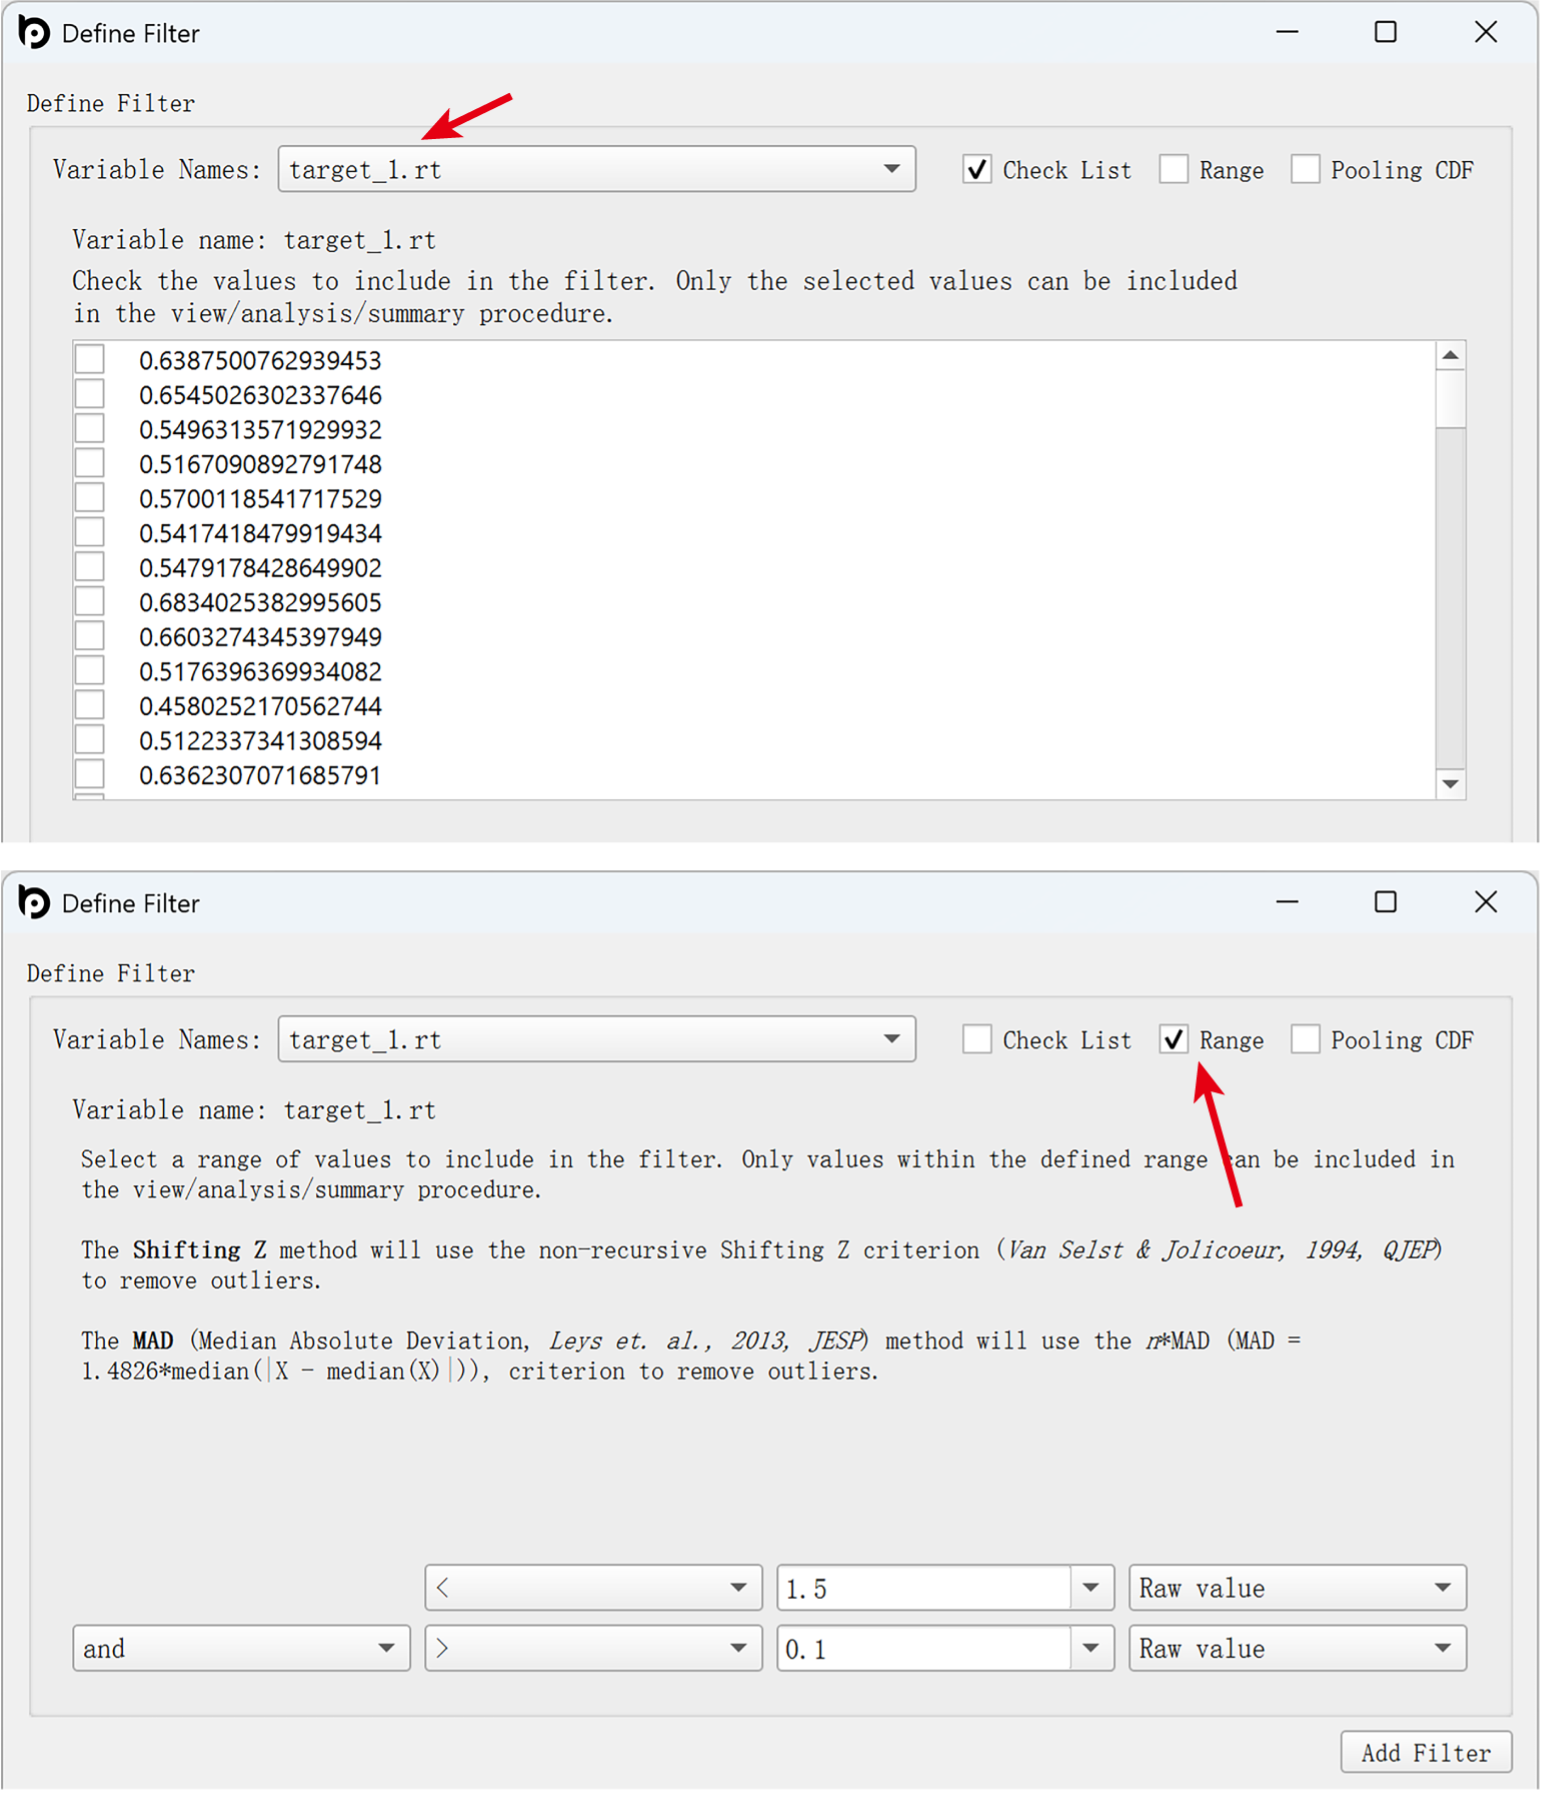 Define Filter
Define Filter
Variable Names: target_1.rt Check List Range Pooling CDF
Variable name: target_1.rt
Check the values to include in the filter. Only the selected values can be included
in the view/analysis/summary procedure.
0.6387500762939453
0.6545026302337646
0.5496313571929932
0.5167090892791748
0.5700118541717529
0.5417418479919434
0.5479178428649902
0.6834025382995605
0.6603274345397949
0.5176396369934082
0.4580252170562744
0.5122337341308594
0.6362307071685791
Define Filter
Define Filter
Variable Names: target_1.rt Check List Range Pooling CDF
Variable name: target_1.rt
Select a range of values to include in the filter. Only values within the defined range can be included in
the view/analysis/summary procedure.
The Shifting Z method will use the non-recursive Shifting Z criterion (Van Selst & Jolicoeur, 1994, QJEP)
to remove outliers.
The MAD (Median Absolute Deviation, Leys et. al., 2013, JESP) method will use the n*MAD (MAD =
1.4826*median(|X - median(X)|)), criterion to remove outliers.
< 1.5 Raw value
and > 0.1 Raw value
Add Filter